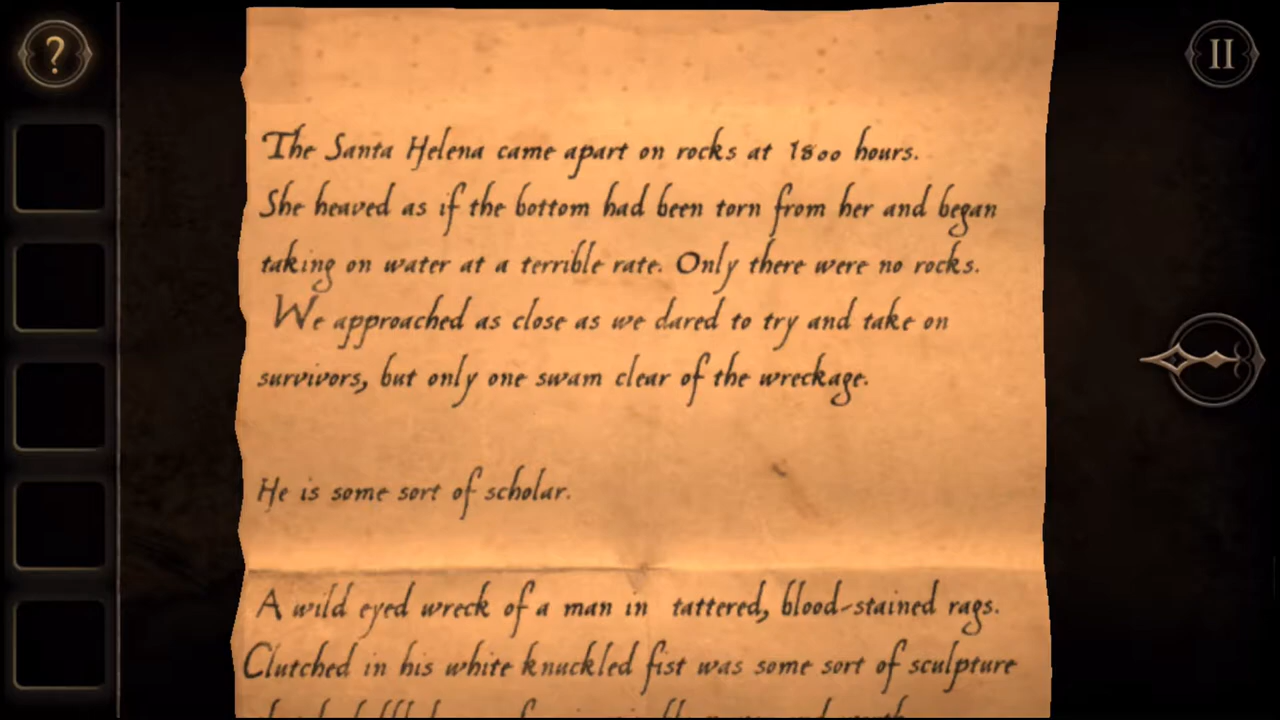 ?
II
The Santa Helena came apart on rocks at 1800 hours.
She heaved as if the bottom had been torn from her and began
taking on water at a terrible rate. Only there were no rocks.
We approached as close as we dared to try and take on
survivors, but only one swam clear of the wreckage.
He is some sort of scholar.
A wild eyed wreck of a man in tattered, blood-stained rags.
Clutched in his white knuckled fist was some sort of sculpture